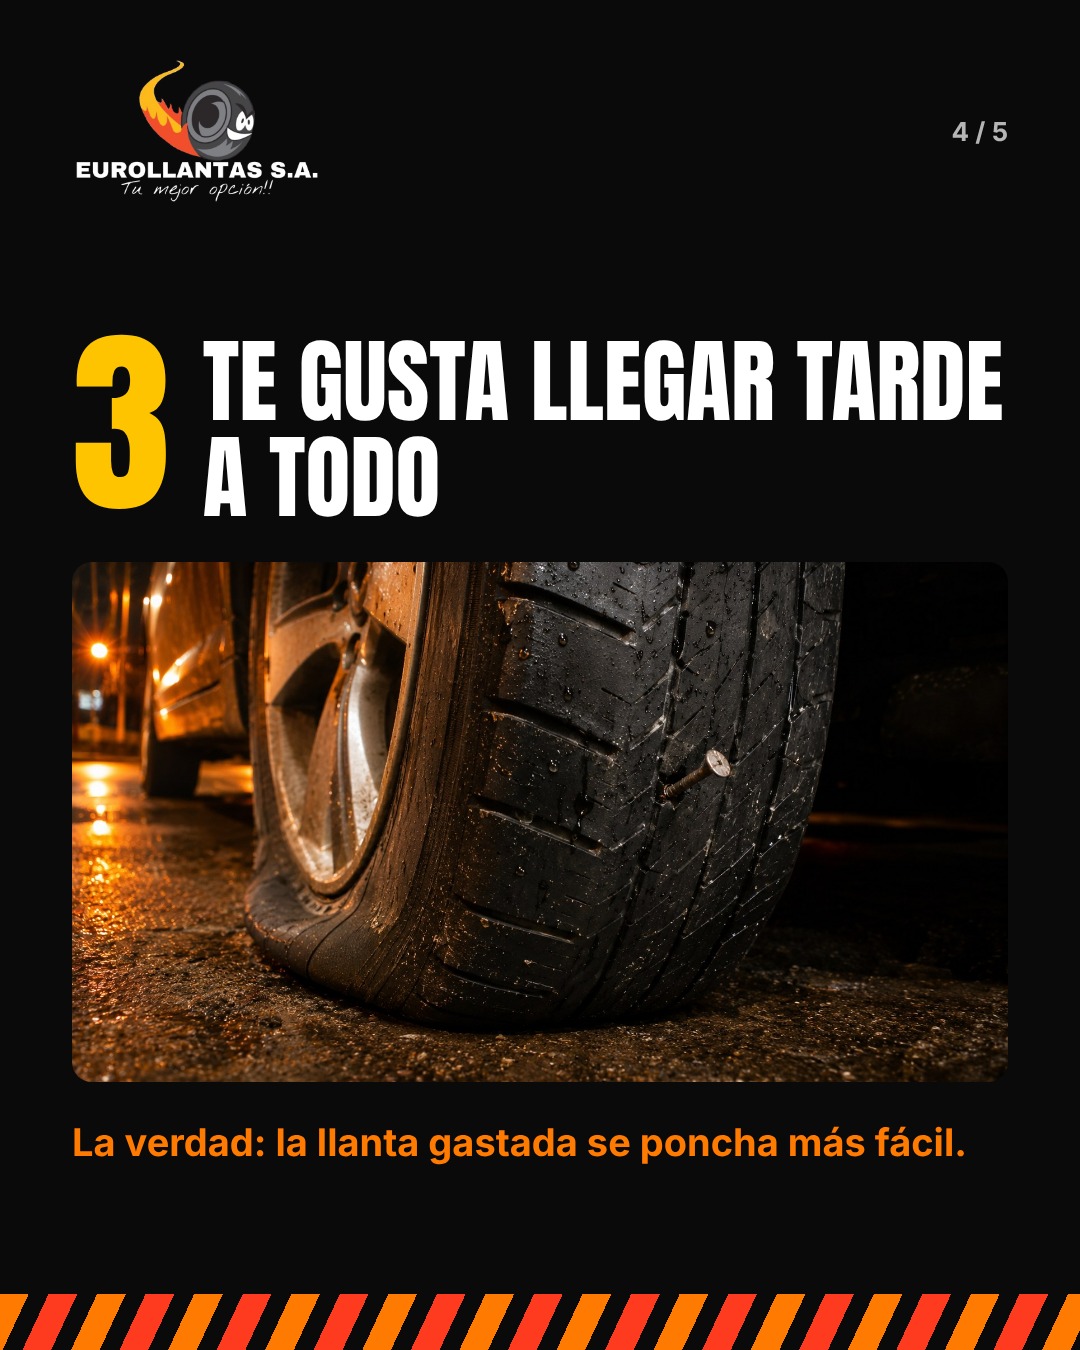 EUROLLANTAS S.A.
Tu mejor opción!!
4 / 5
3
TE GUSTA LLEGAR TARDE
A TODO
La verdad: la llanta gastada se poncha más fácil.